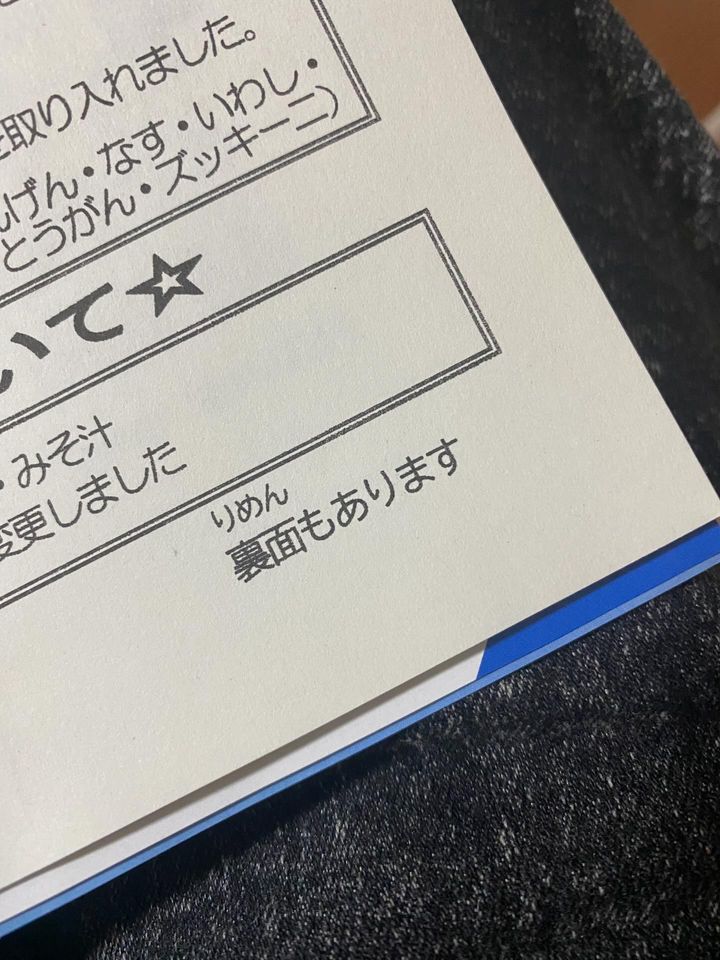 取り入れました。
げん・なす・いわし・
とうがん・ズッキーニ）
いて☆
・みそ汁
変更しました
りめん
裏面もあります